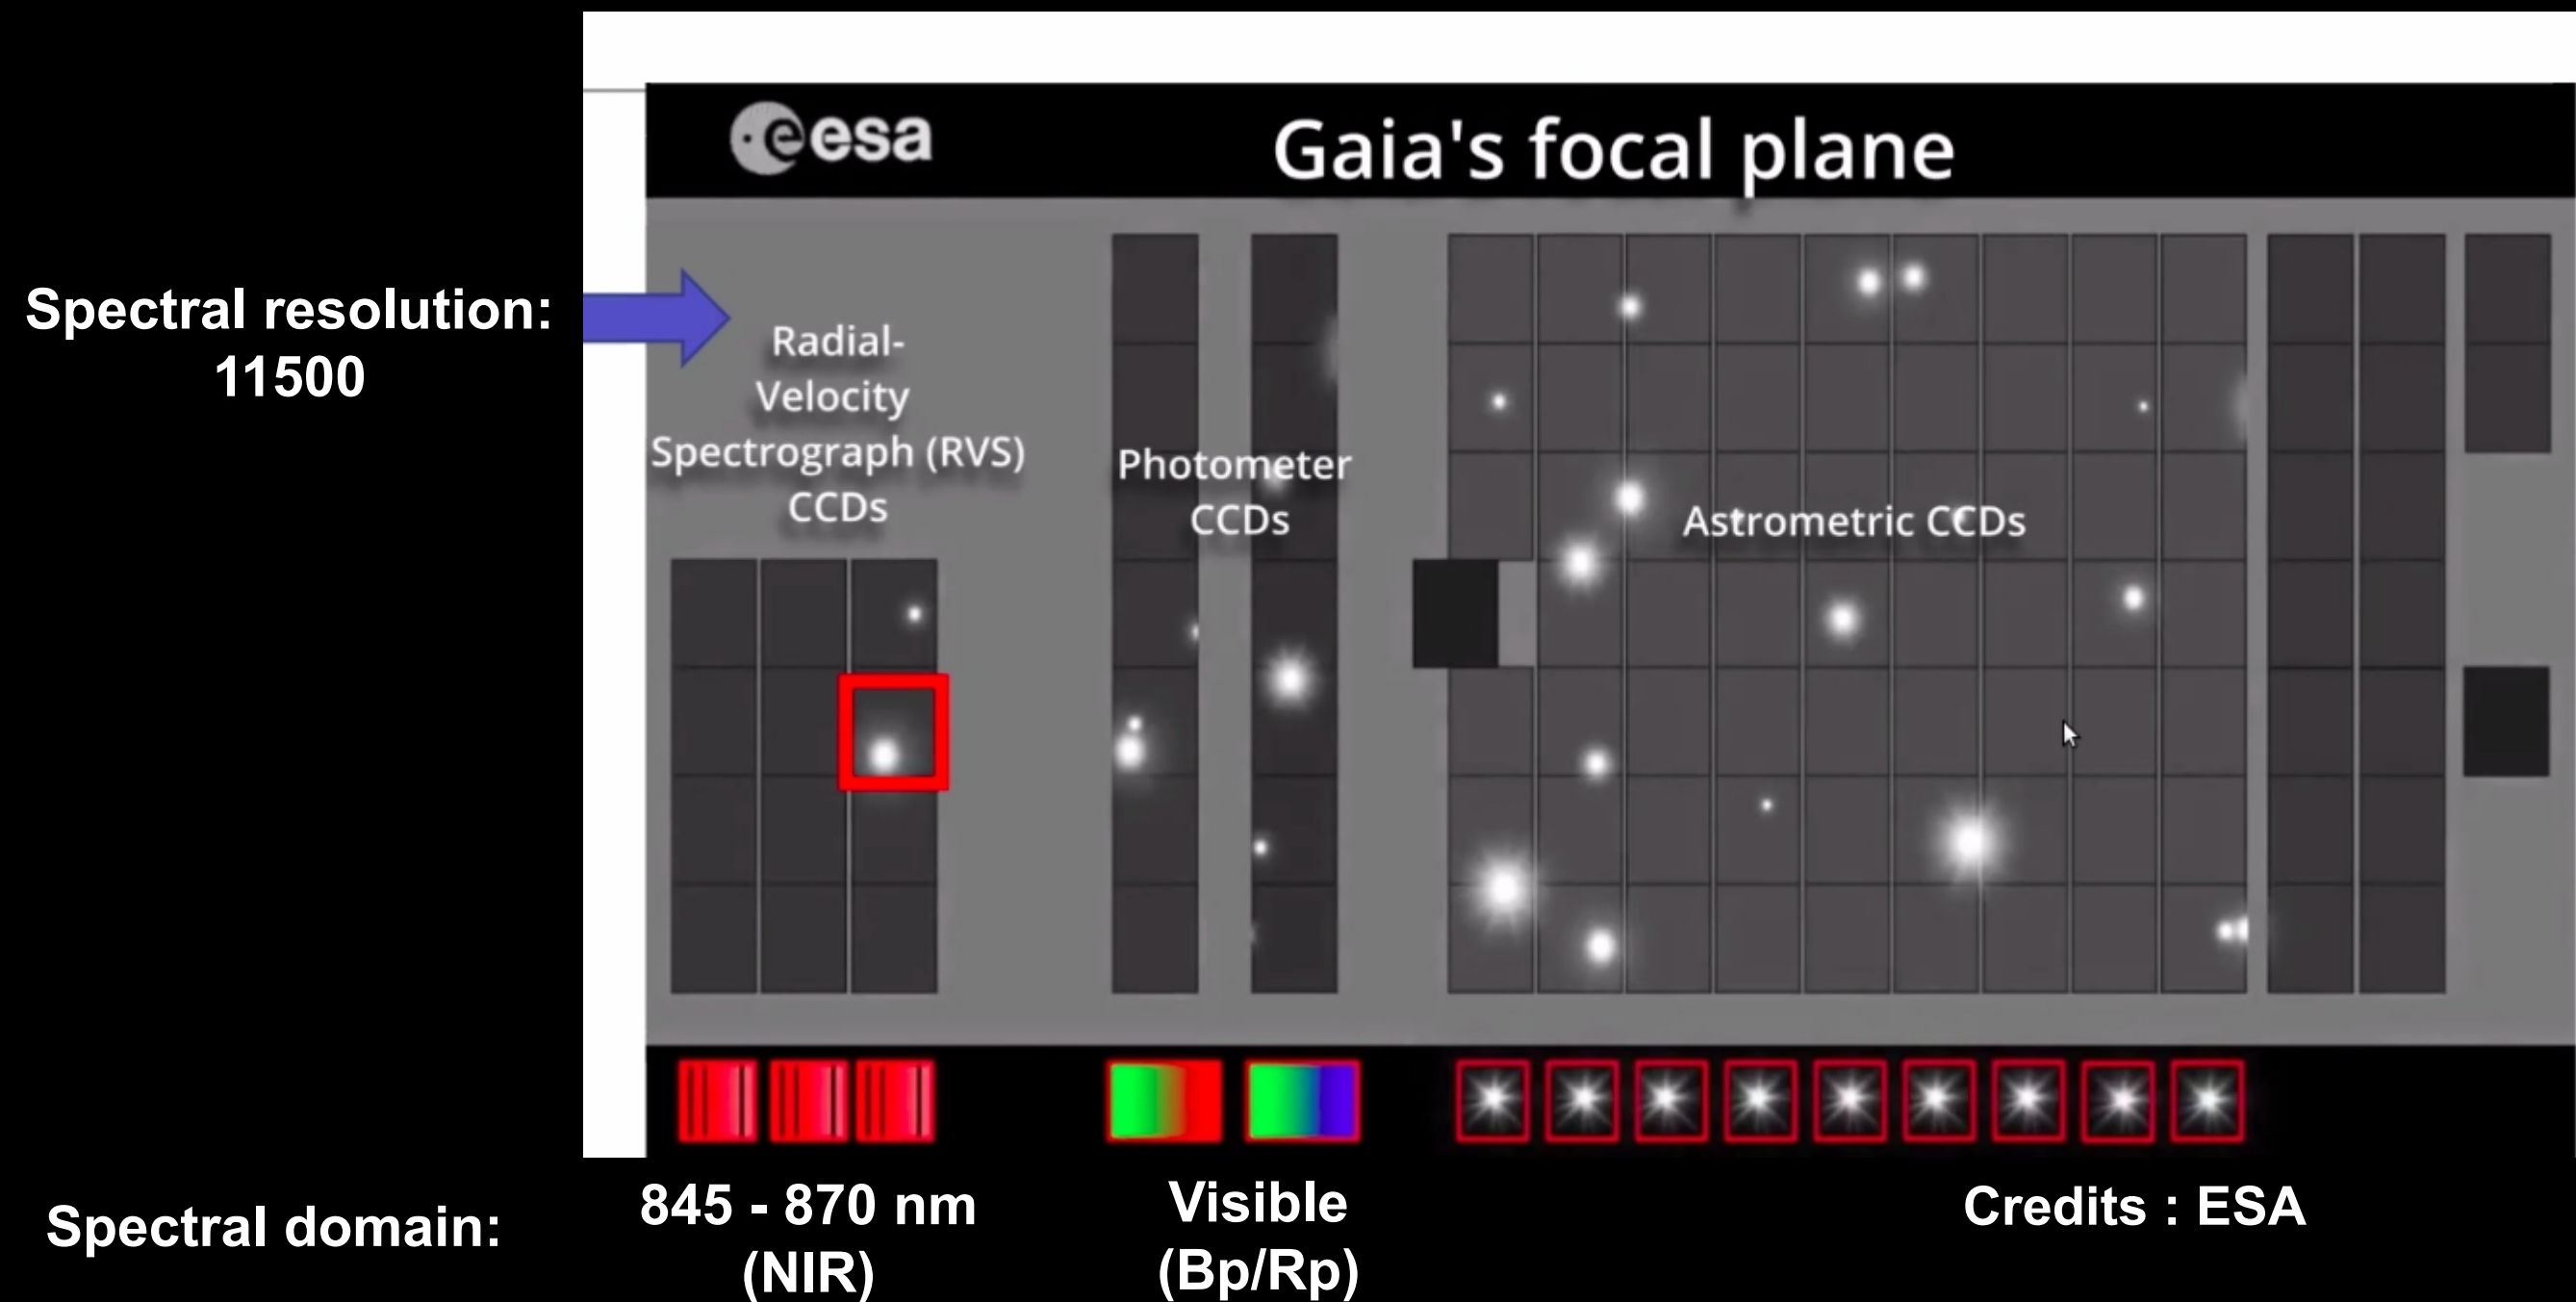 esa
Gaia's focal plane
Spectral resolution:
11500
Radial-
Velocity
Spectrograph (RVS)
CCDs
Photometer
CCDs
Astrometric CCDs
Spectral domain:
845 - 870 nm
(NIR)
Visible
(Bp/Rp)
Credits : ESA